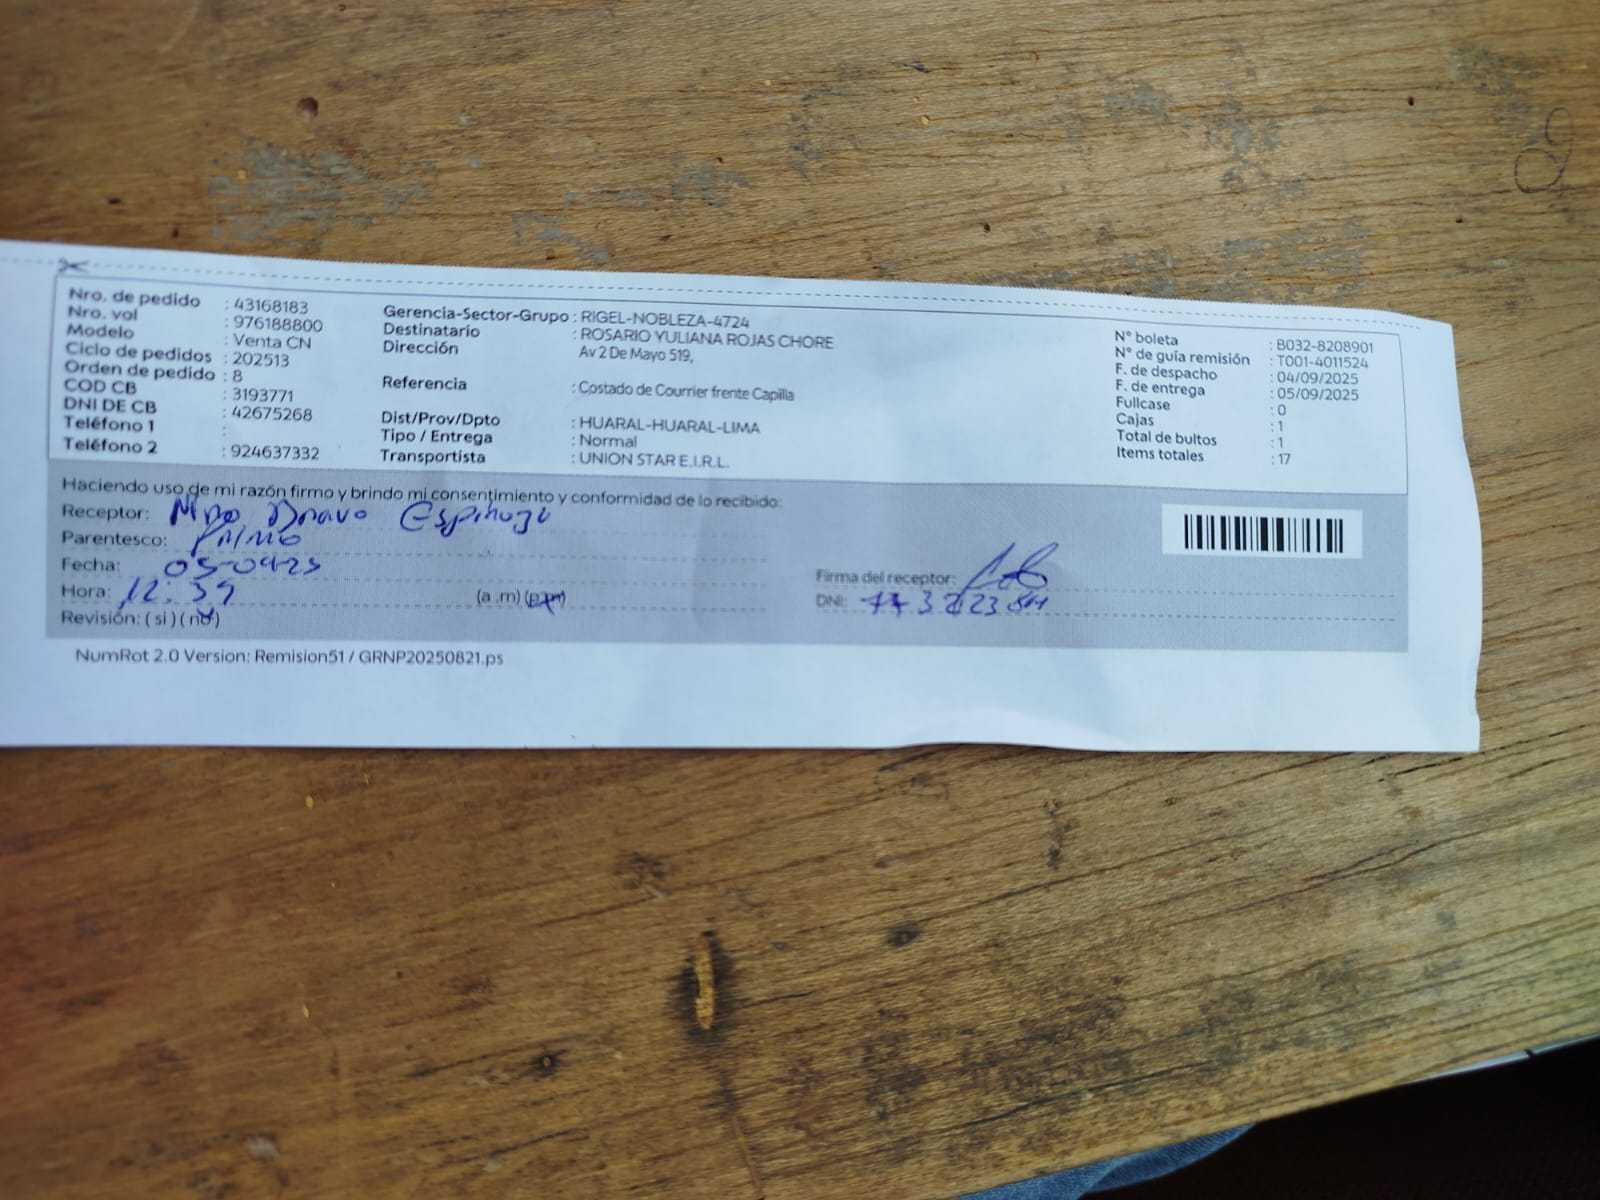 Nro. de pedido : 43168183
Nro. vol : 976188800
Modelo : Venta CN
Ciclo de pedidos : 202513
Orden de pedido : 8
COD CB : 3193771
DNI DE CB : 42675268
Teléfono 1 :
Teléfono 2 : 924637332
Gerencia-Sector-Grupo : RIGEL-NOBLEZA-4724
Destinatario : ROSARIO YULIANA ROJAS CHORE
Dirección Av 2 De Mayo 519,
Referencia : Costado de Courrier frente Capilla
Dist/Prov/Dpto : HUARAL-HUARAL-LIMA
Tipo / Entrega : Normal
Transportista : UNION STAR E.I.R.L.
N° boleta : B032-8208901
N° de guía remisión : T001-4011524
F. de despacho : 04/09/2025
F. de entrega : 05/09/2025
Fullcase : 0
Cajas : 1
Total de bultos : 1
Items totales : 17
Haciendo uso de mi razón firmo y brindo mi consentimiento y conformidad de lo recibido:
Receptor: Bravo Espinoza
Parentesco: Primo
Fecha: 05-09-25
Hora: 12:39 (a .m) (p.m)
Revisión: ( si ) ( no )
Firma del receptor:
DNI:
NumRot 2.0 Version: Remision51 / GRNP20250821.ps